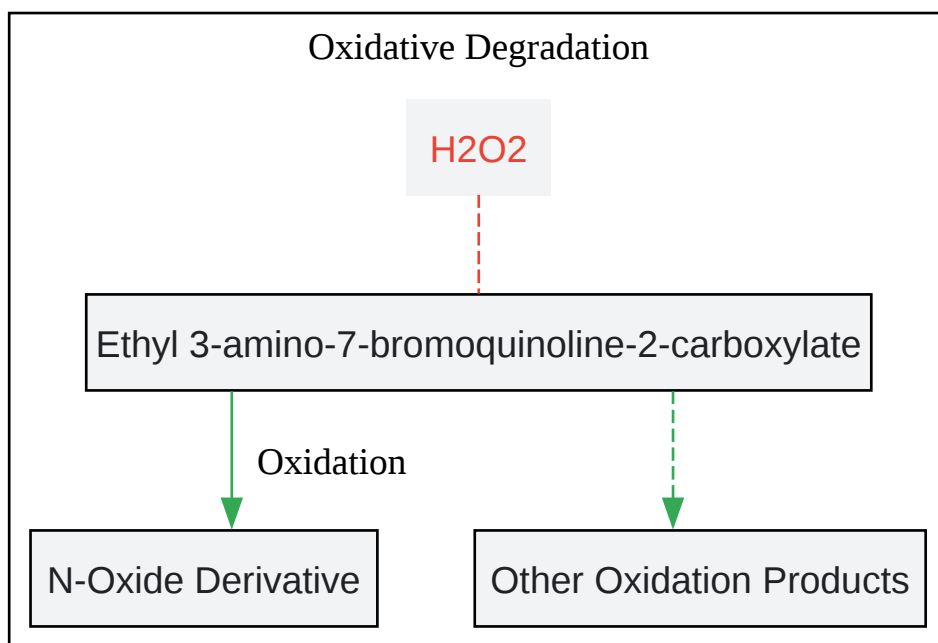 Oxidative Degradation
H2O2
Ethyl 3-amino-7-bromoquinoline-2-carboxylate
Oxidation
N-Oxide Derivative
Other Oxidation Products